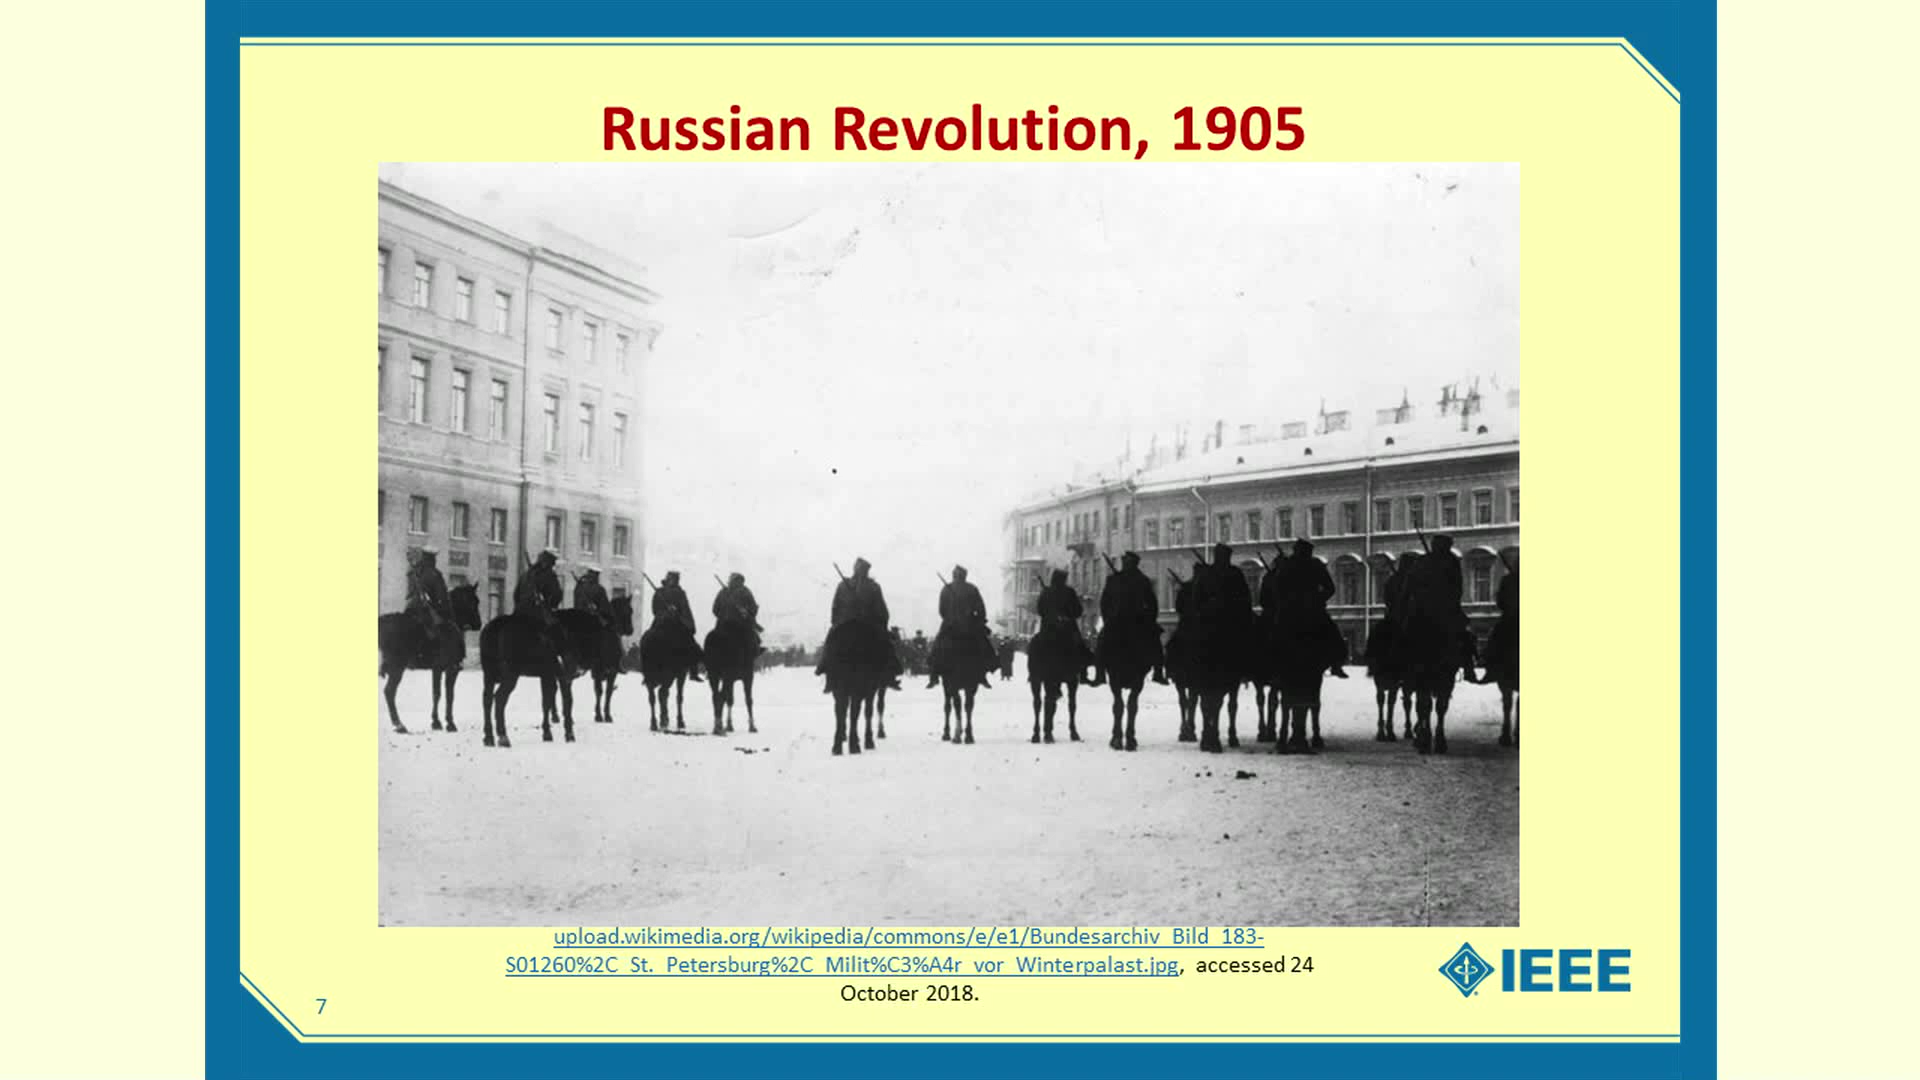 Russian Revolution, 1905
upload.wikimedia.org/wikipedia/commons/e/e1/Bundesarchiv_Bild_183-
S01260%2C_St._Petersburg%2C_Milit%C3%A4r_vor_Winterpalast.jpg, accessed 24
October 2018.
IEEE
7